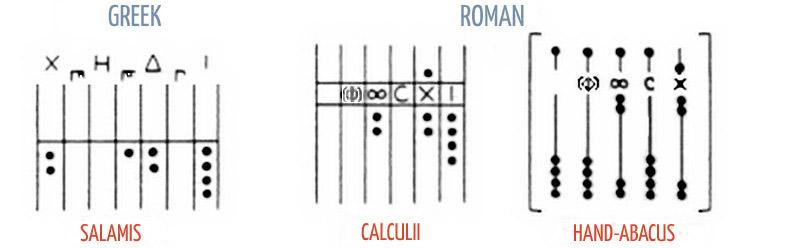 GREEK ROMAN
X 𐅅 H 𐅄 Δ Γ I
ↂ ∞ C X I
ↂ ∞ C X
SALAMIS CALCULII HAND-ABACUS